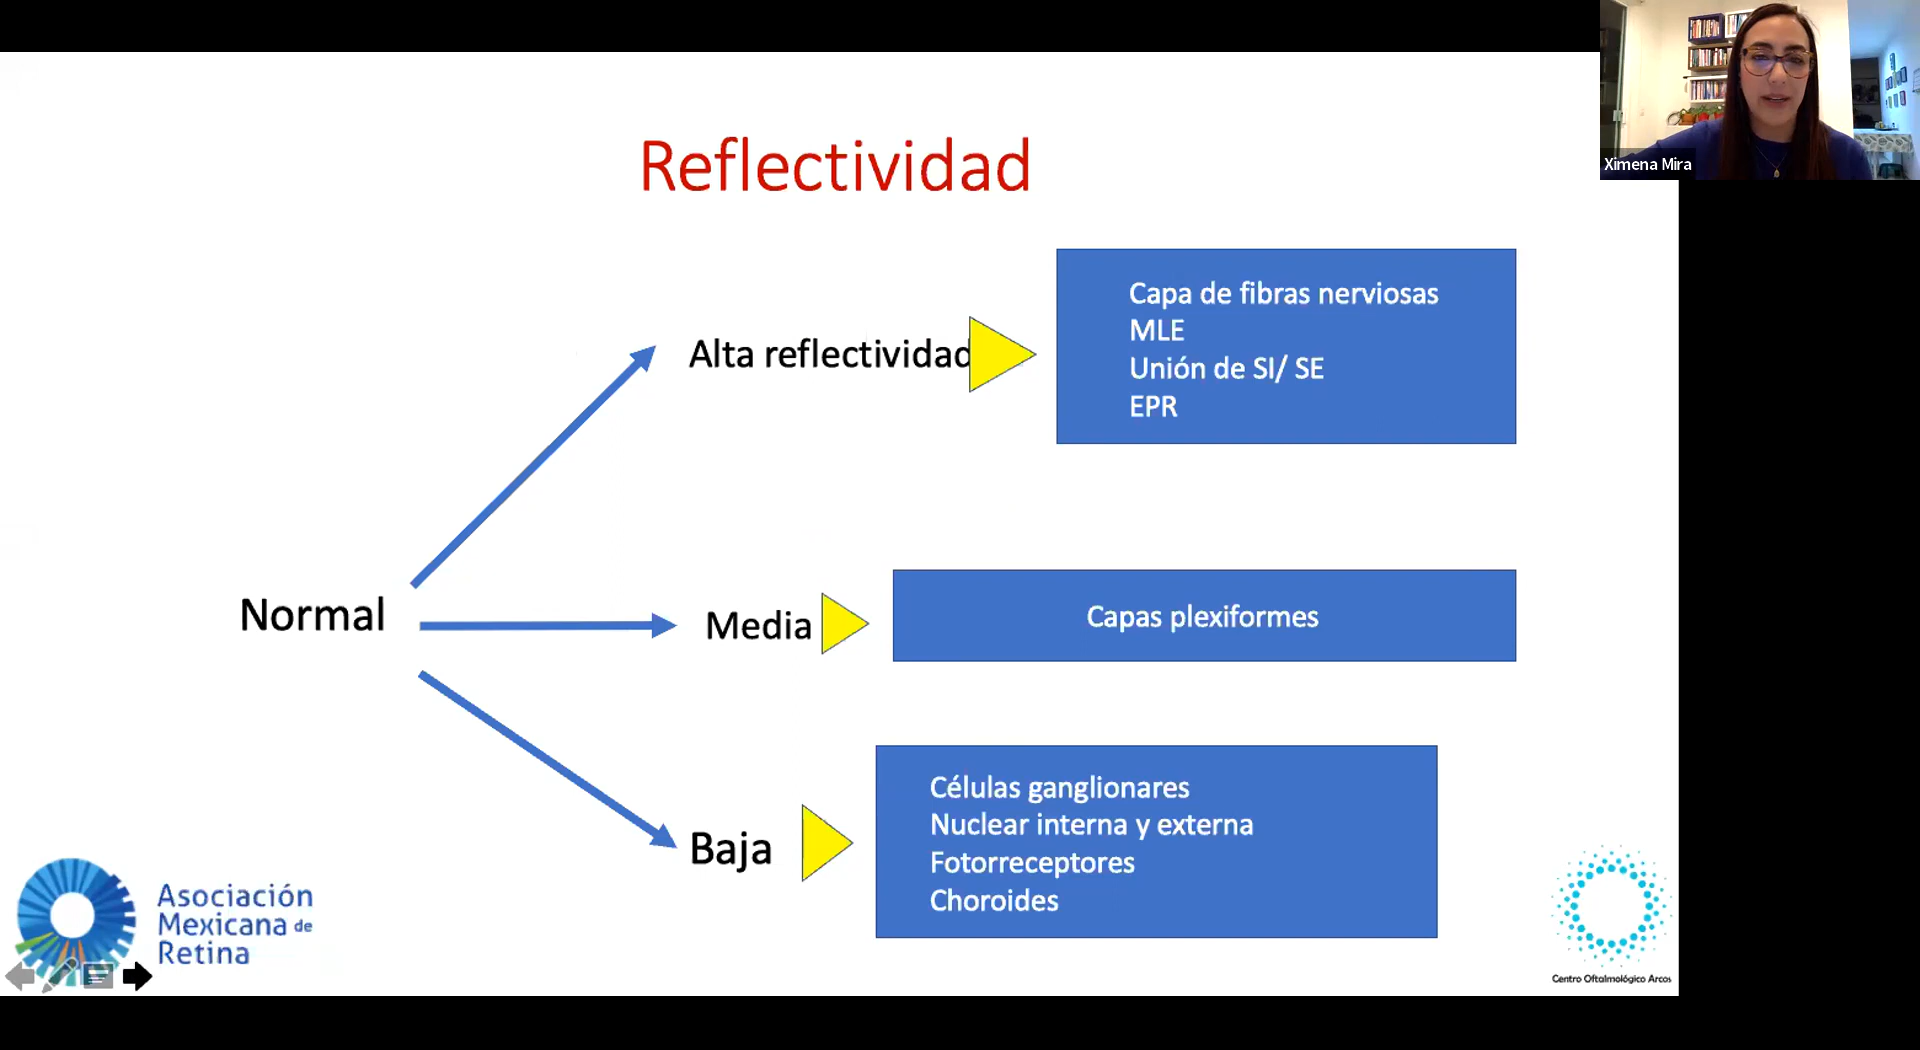 Ximena Mira
Reflectividad
Alta reflectividad
Capa de fibras nerviosas
MLE
Unión de SI/ SE
EPR
Normal
Media
Capas plexiformes
Baja
Células ganglionares
Nuclear interna y externa
Fotorreceptores
Choroides
Asociación
Mexicana de
Retina
Centro Oftalmológico Arcos